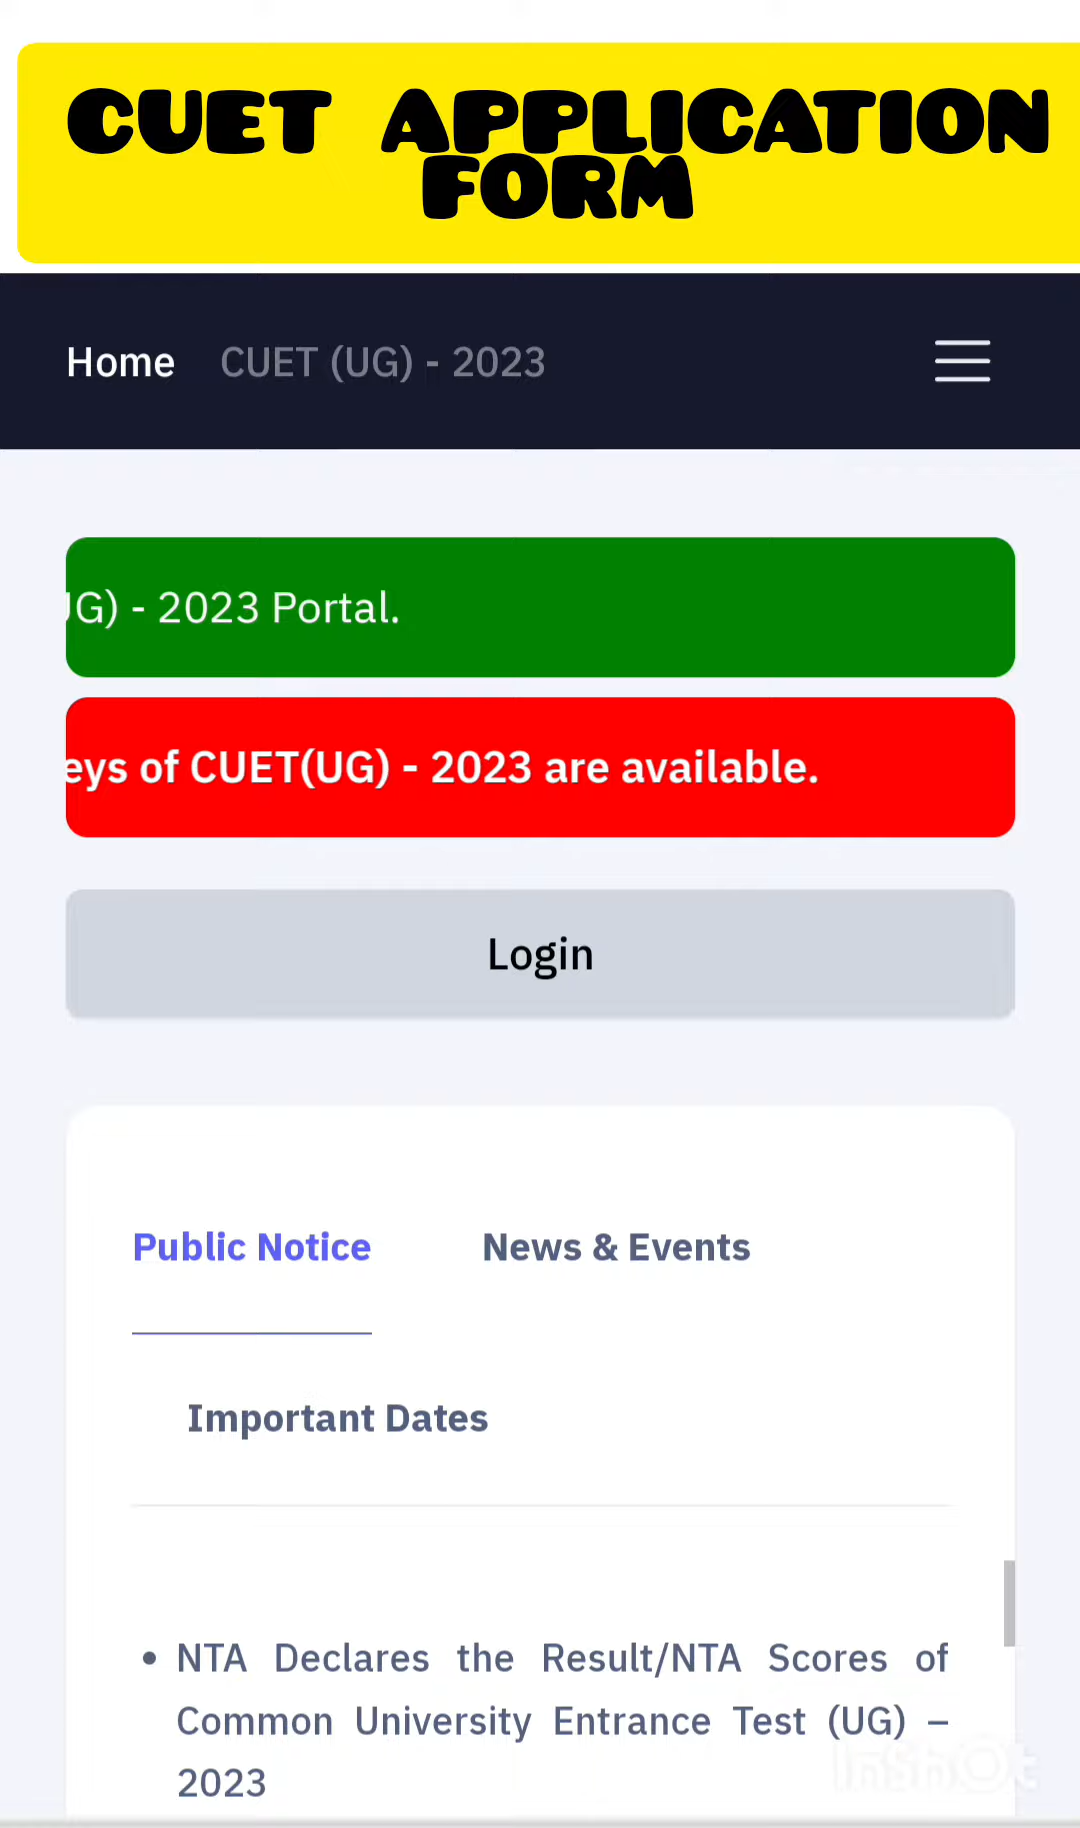 CUET APPLICATION
FORM
Home CUET (UG) - 2023
G) - 2023 Portal.
of CUET(UG) - 2023 are available.
Login
Public Notice News & Events
Important Dates
• NTA Declares the Result/NTA Scores of
Common University Entrance Test (UG) –
2023
InShot